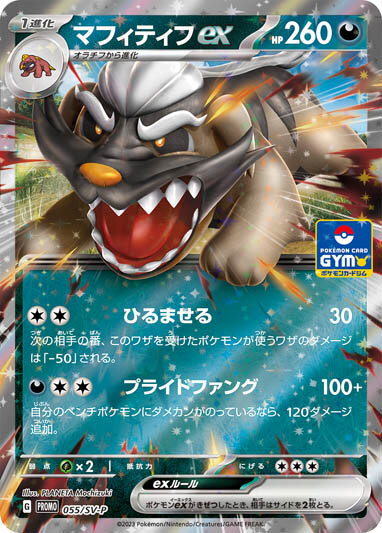 1進化
マフィティフex
HP260
オラチフから進化
POKÉMON CARD
GYM
ポケモンカードジム
ひるませる 30
次の相手の番、このワザを受けたポケモンが使うワザのダメージ
は「-50」される。
プライドファング 100+
自分のベンチポケモンにダメカンがのっているなら、120ダメージ
追加。
弱点 ×2 抵抗力 にげる
exルール
ポケモンexがきぜつしたとき、相手はサイドを2枚とる。
Illus. PLANETA Mochizuki
G PROMO 055/SV-P
©2023 Pokémon/Nintendo/Creatures/GAME FREAK.